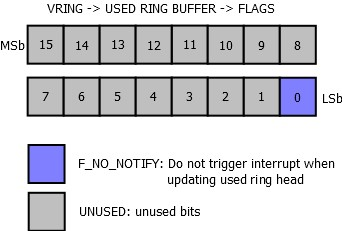 VRING -> USED RING BUFFER -> FLAGS
MSb 15 14 13 12 11 10 9 8
7 6 5 4 3 2 1 0 LSb
F_NO_NOTIFY: Do not trigger interrupt when
updating used ring head
UNUSED: unused bits